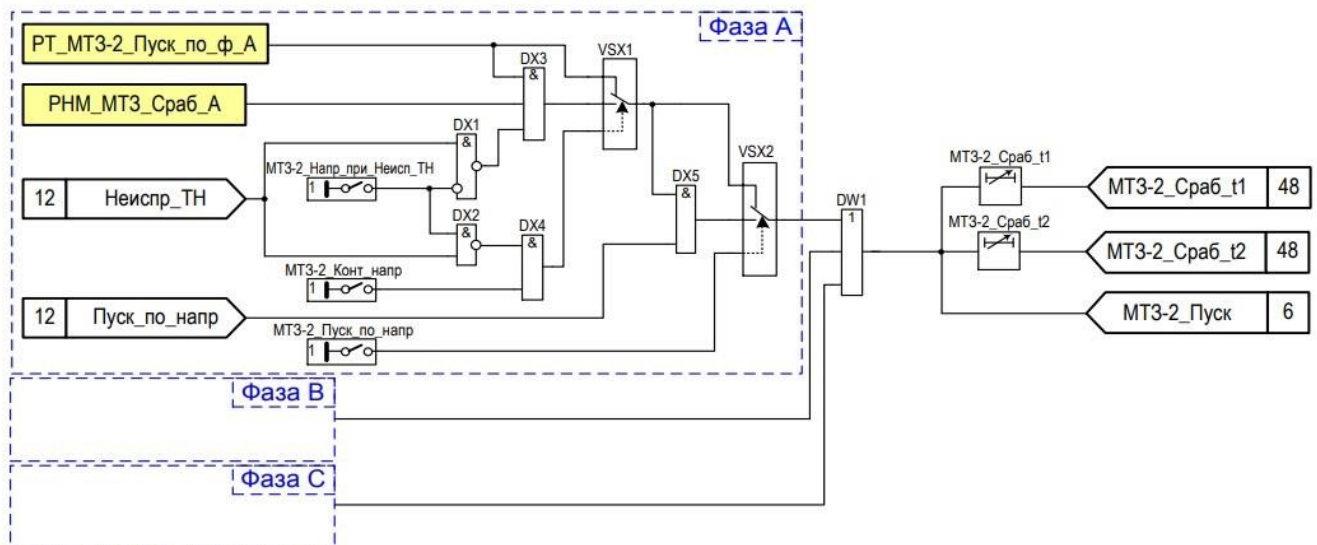 Фаза А
РТ_МТЗ-2_Пуск_по_ф_А
VSX1
DX3
&
РНМ_МТЗ_Сраб_А
DX1
&
VSX2
МТЗ-2_Сраб_t1
МТЗ-2_Напр_при_Неисп_ТН
1
DX5
&
МТЗ-2_Сраб_t1 48
12 Неиспр_ТН
DW1
1
DX2
&
DX4
&
МТЗ-2_Сраб_t2
МТЗ-2_Сраб_t2 48
МТЗ-2_Конт_напр
1
12 Пуск_по_напр
МТЗ-2_Пуск 6
МТЗ-2_Пуск_по_напр
1
Фаза В
Фаза С